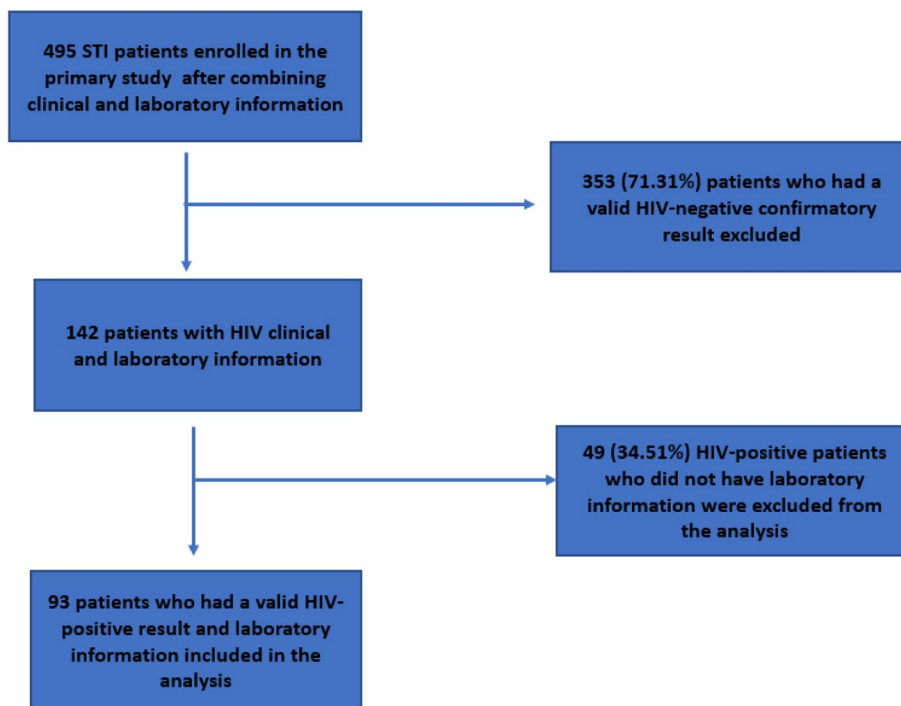 495 STI patients enrolled in the
primary study after combining
clinical and laboratory information
353 (71.31%) patients who had a
valid HIV-negative confirmatory
result excluded
142 patients with HIV clinical
and laboratory information
49 (34.51%) HIV-positive patients
who did not have laboratory
information were excluded from
the analysis
93 patients who had a valid HIV-
positive result and laboratory
information included in the
analysis